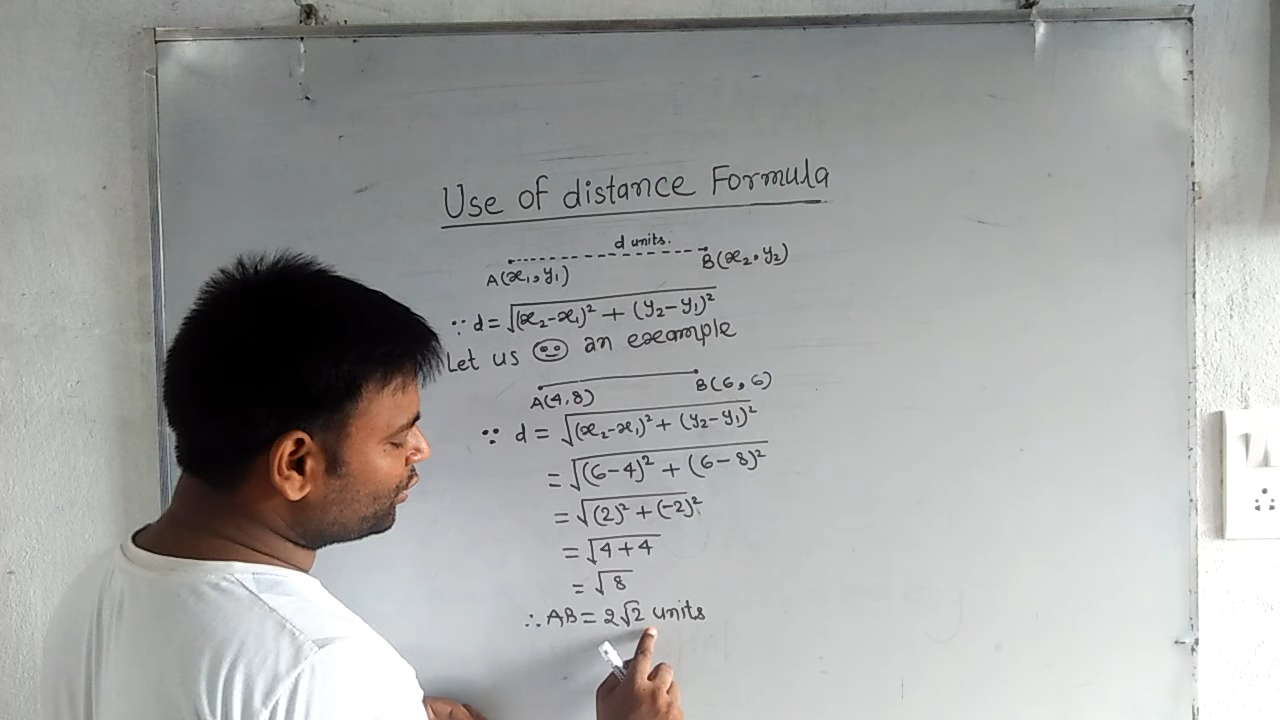 Use of distance Formula
d units.
A(x₁, y₁) B(x₂, y₂)
∵ d = √(x₂-x₁)² + (y₂-y₁)²
Let us 🙂 an example
A(4,8) B(6, 6)
∵ d = √(x₂-x₁)² + (y₂-y₁)²
= √(6-4)² + (6-8)²
= √(2)² + (-2)²
= √4+4
= √8
∴ AB = 2√2 units